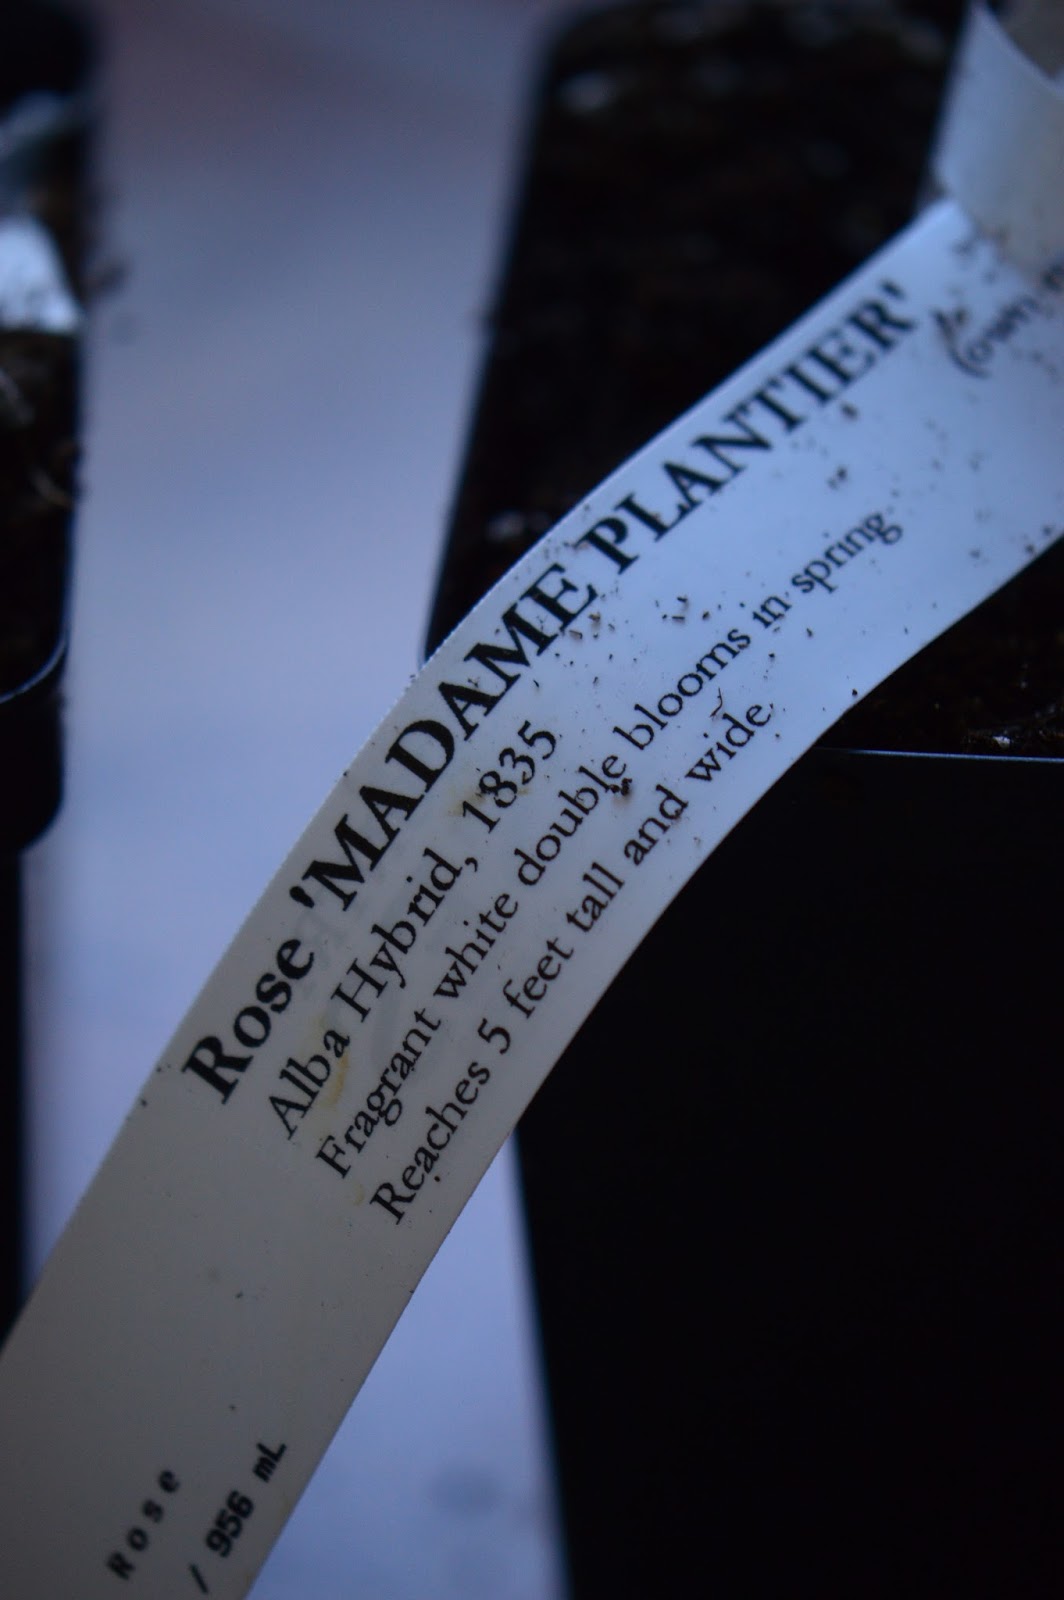 Rose 'MADAME PLANTIER' (own
Alba Hybrid, 1835
Fragrant white double blooms in spring
Reaches 5 feet tall and wide
Rose
/ 956 mL